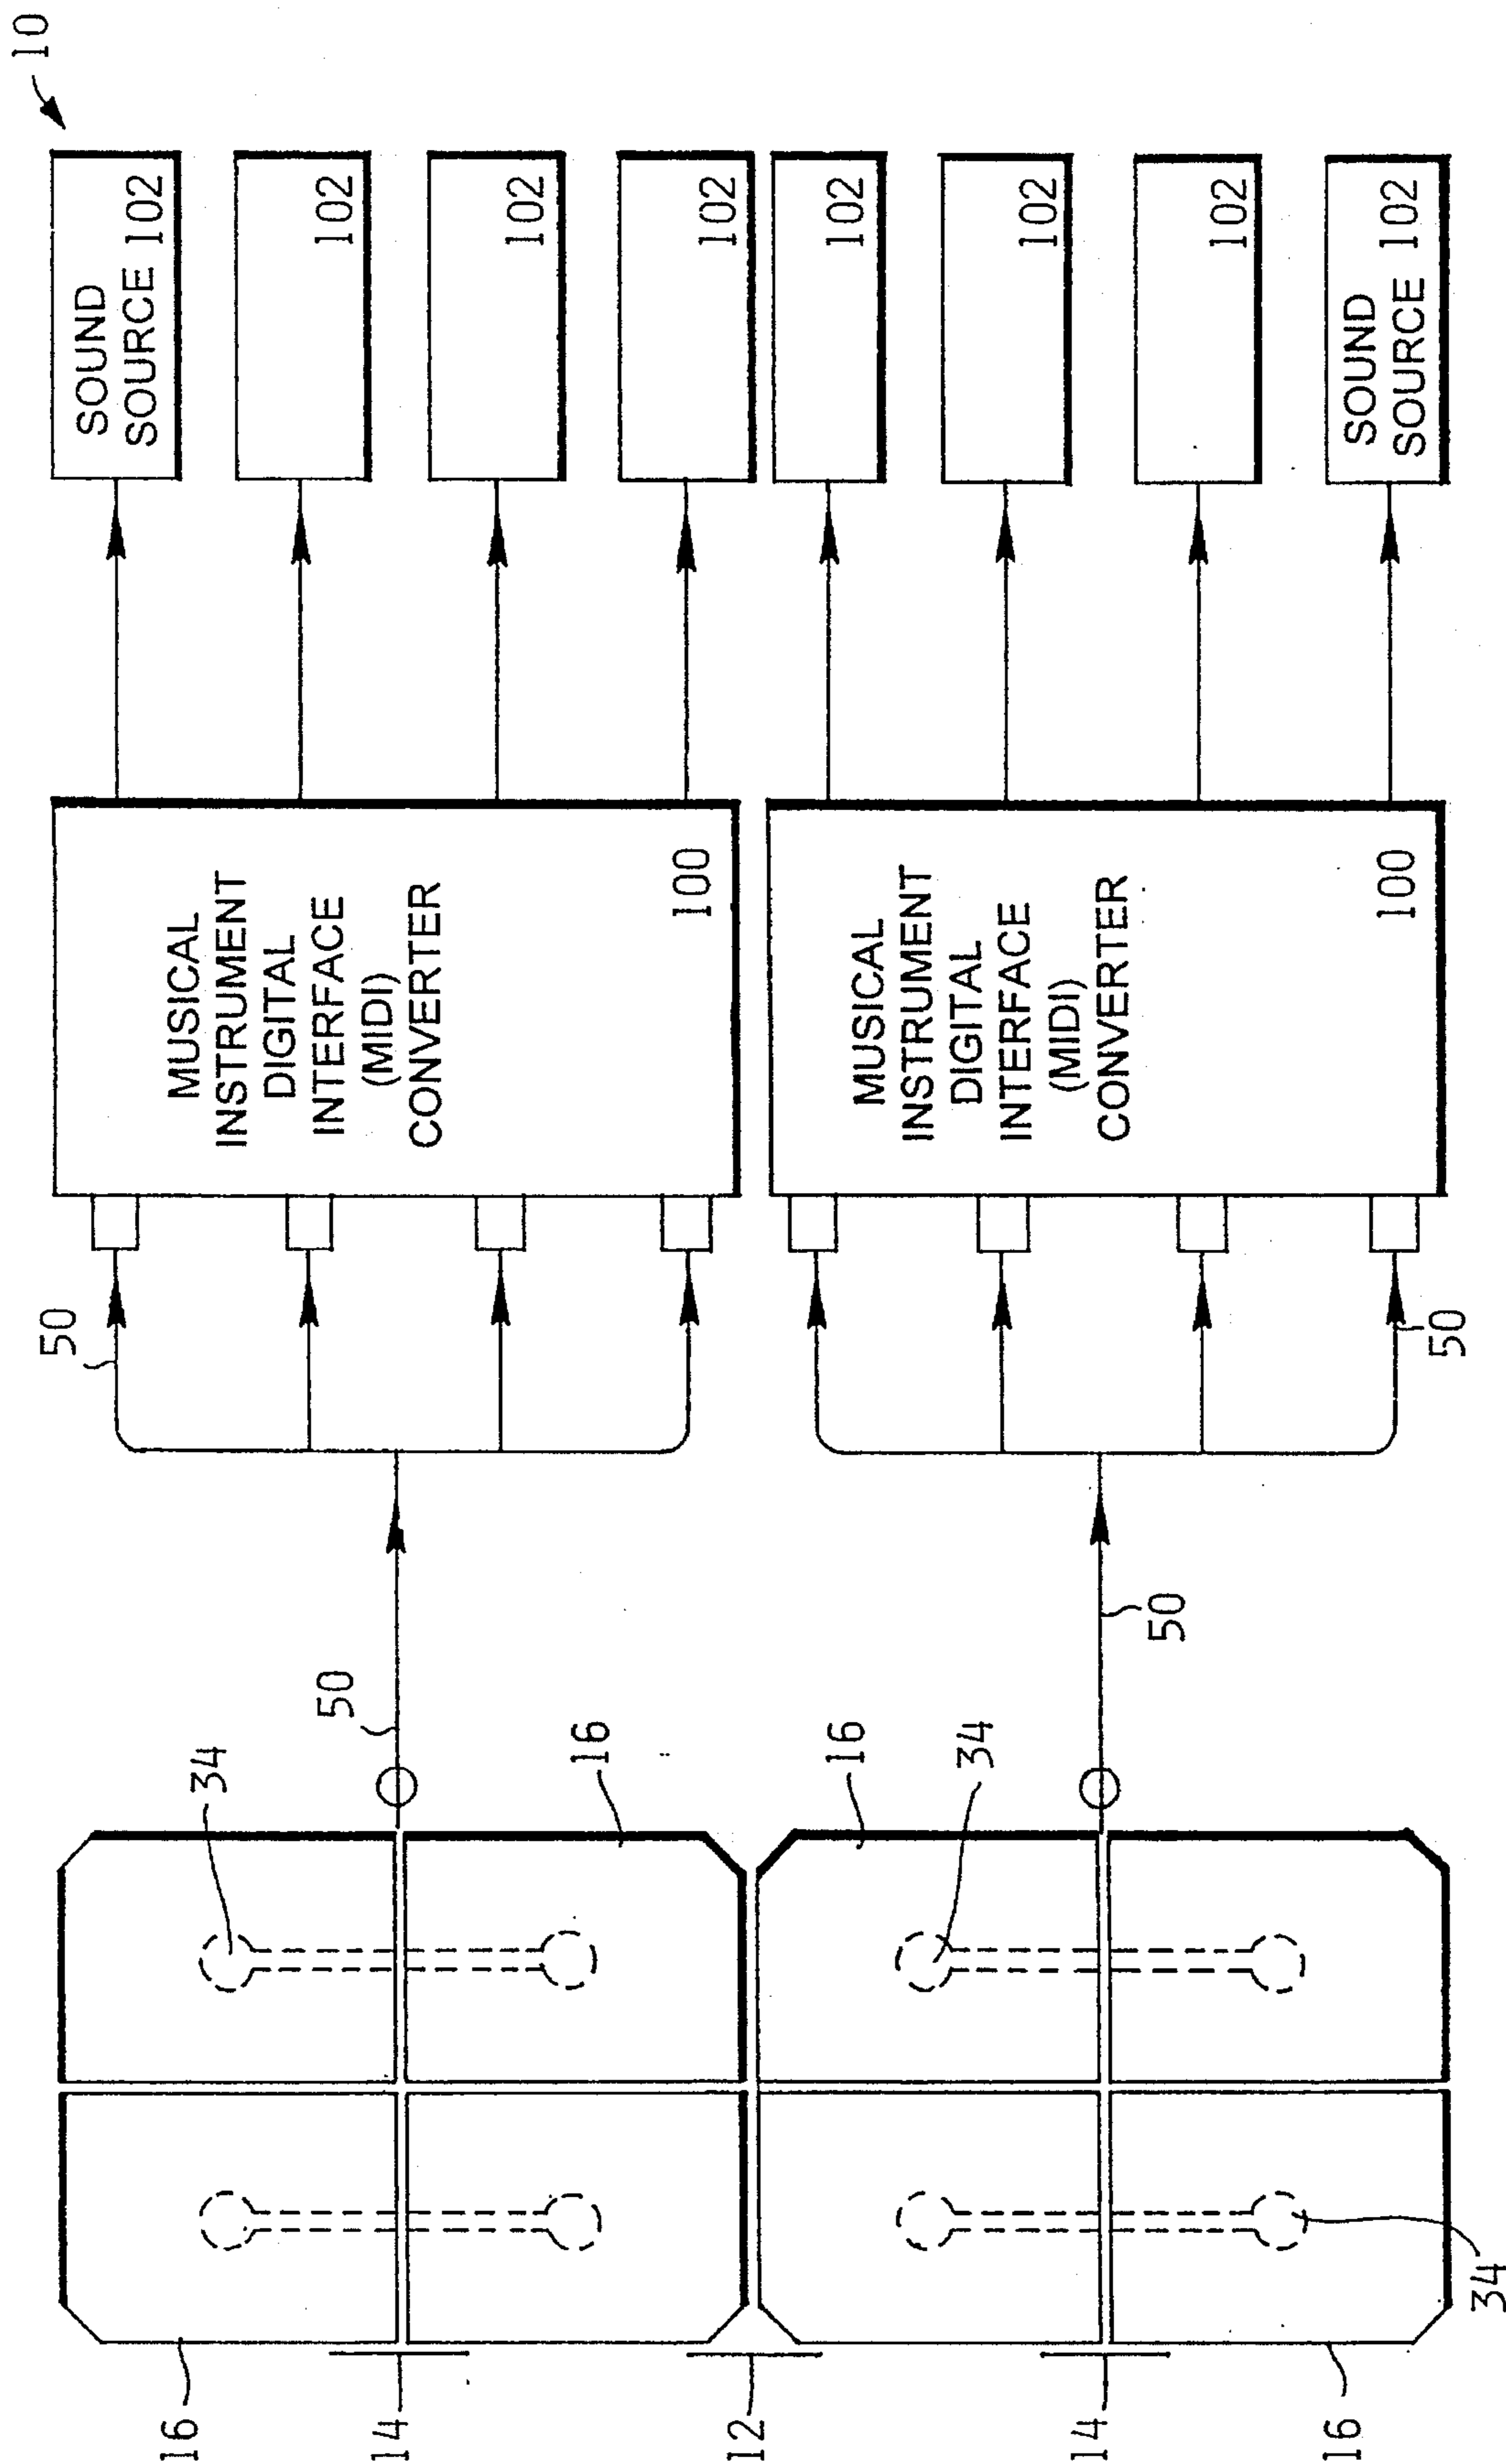 10
50
SOUND
SOURCE 102
16
34
MUSICAL
INSTRUMENT
DIGITAL
INTERFACE
(MIDI)
CONVERTER
100
102
50
14
102
16
102
12
16
102
34
MUSICAL
INSTRUMENT
DIGITAL
INTERFACE
(MIDI)
CONVERTER
100
102
14
50
102
16
SOUND
SOURCE 102
50
34